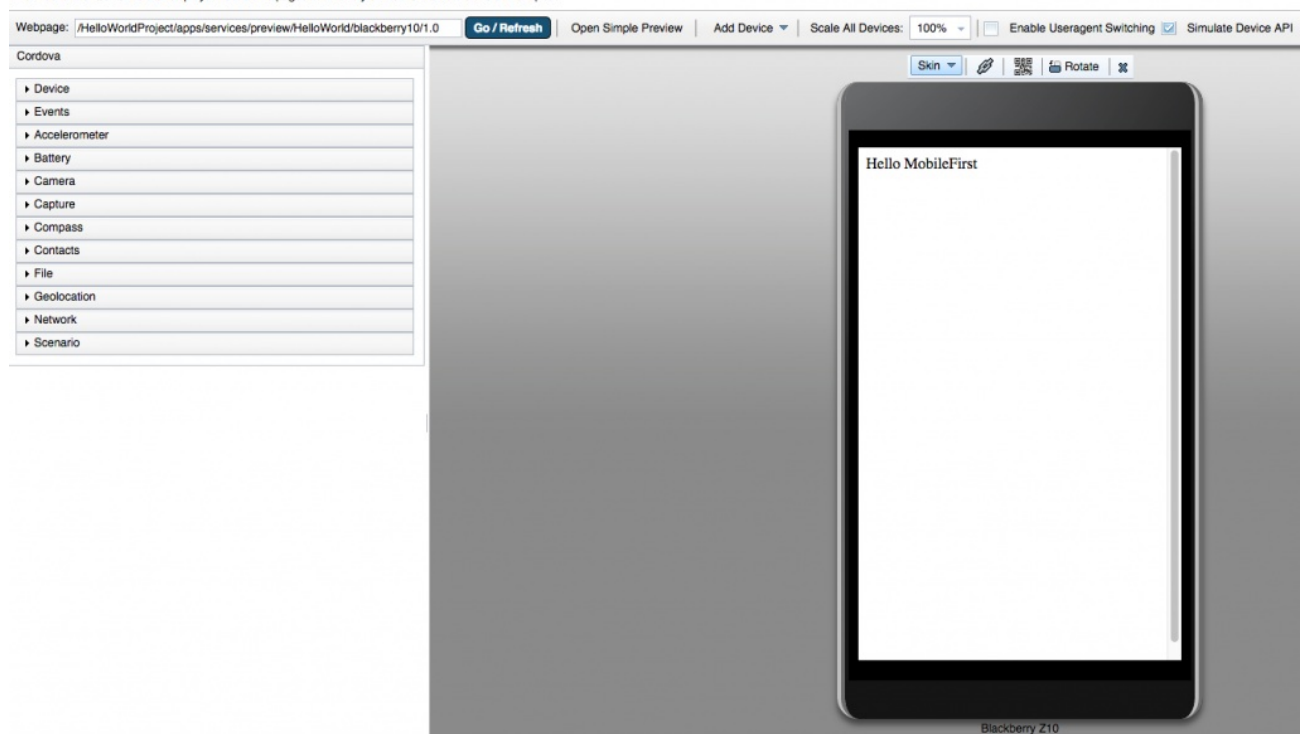 Webpage: /HelloWorldProject/apps/services/preview/HelloWorld/blackberry10/1.0 Go / Refresh Open Simple Preview Add Device Scale All Devices: 100% Enable Useragent Switching Simulate Device API
Cordova
Skin Rotate
Device
Events
Accelerometer
Battery
Camera
Capture
Compass
Contacts
File
Geolocation
Network
Scenario
Hello MobileFirst
Blackberry Z10